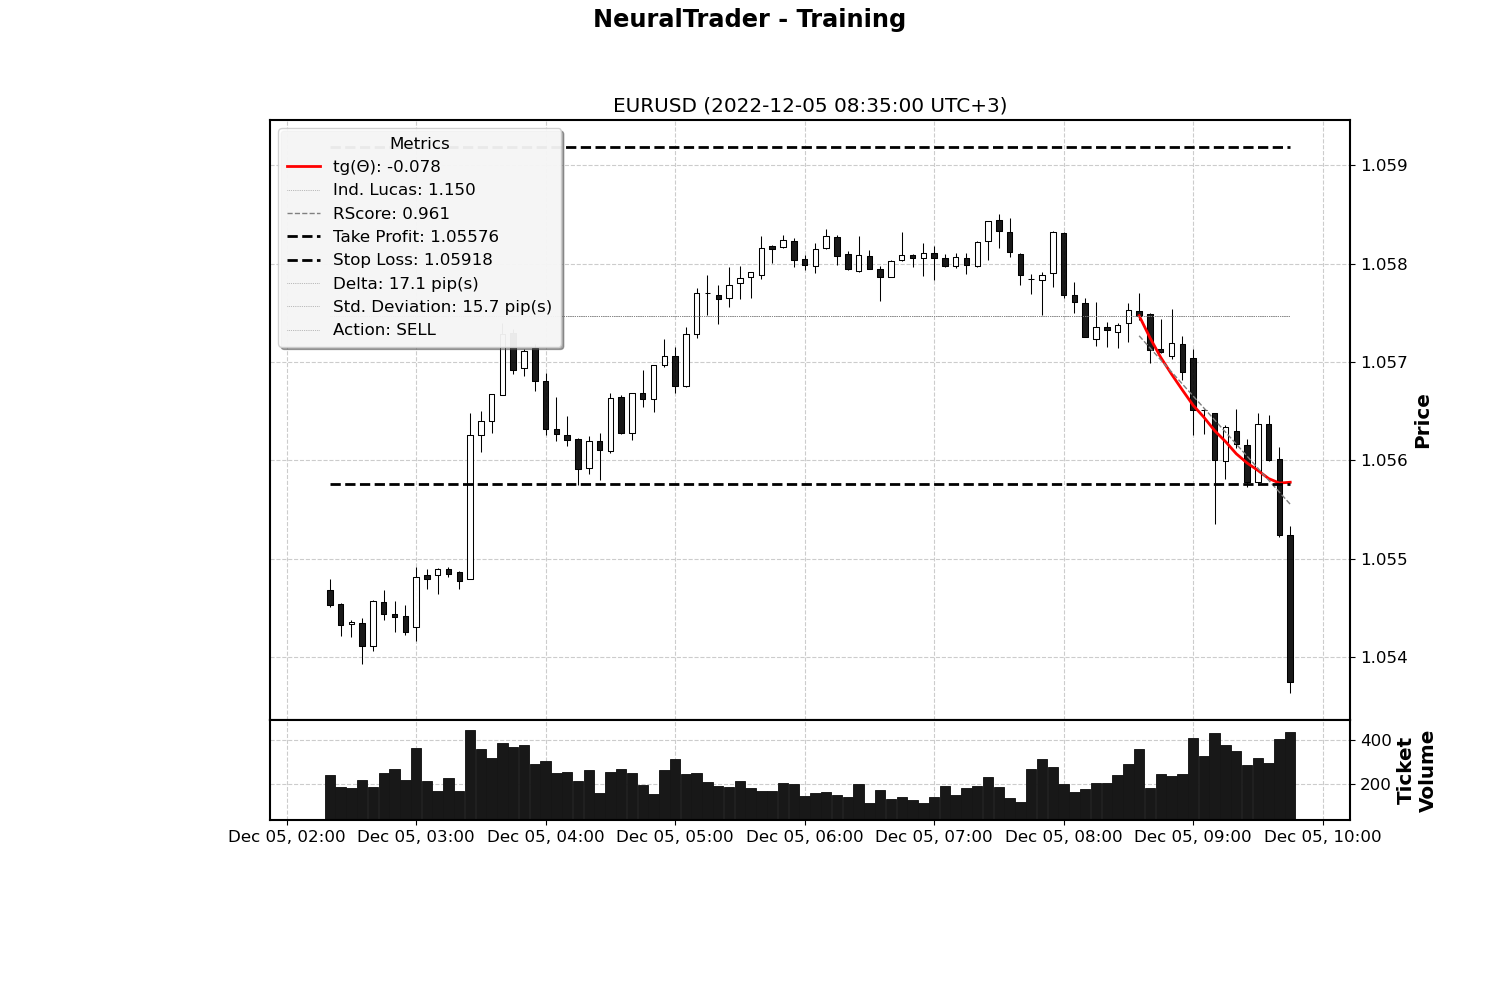 NeuralTrader - Training
EURUSD (2022-12-05 08:35:00 UTC+3)
Metrics
tg(Θ): -0.078
Ind. Lucas: 1.150
RScore: 0.961
Take Profit: 1.05576
Stop Loss: 1.05918
Delta: 17.1 pip(s)
Std. Deviation: 15.7 pip(s)
Action: SELL
1.059
1.058
1.057
1.056
1.055
1.054
Price
400
200
Ticket
Volume
Dec 05, 02:00 Dec 05, 03:00 Dec 05, 04:00 Dec 05, 05:00 Dec 05, 06:00 Dec 05, 07:00 Dec 05, 08:00 Dec 05, 09:00 Dec 05, 10:00